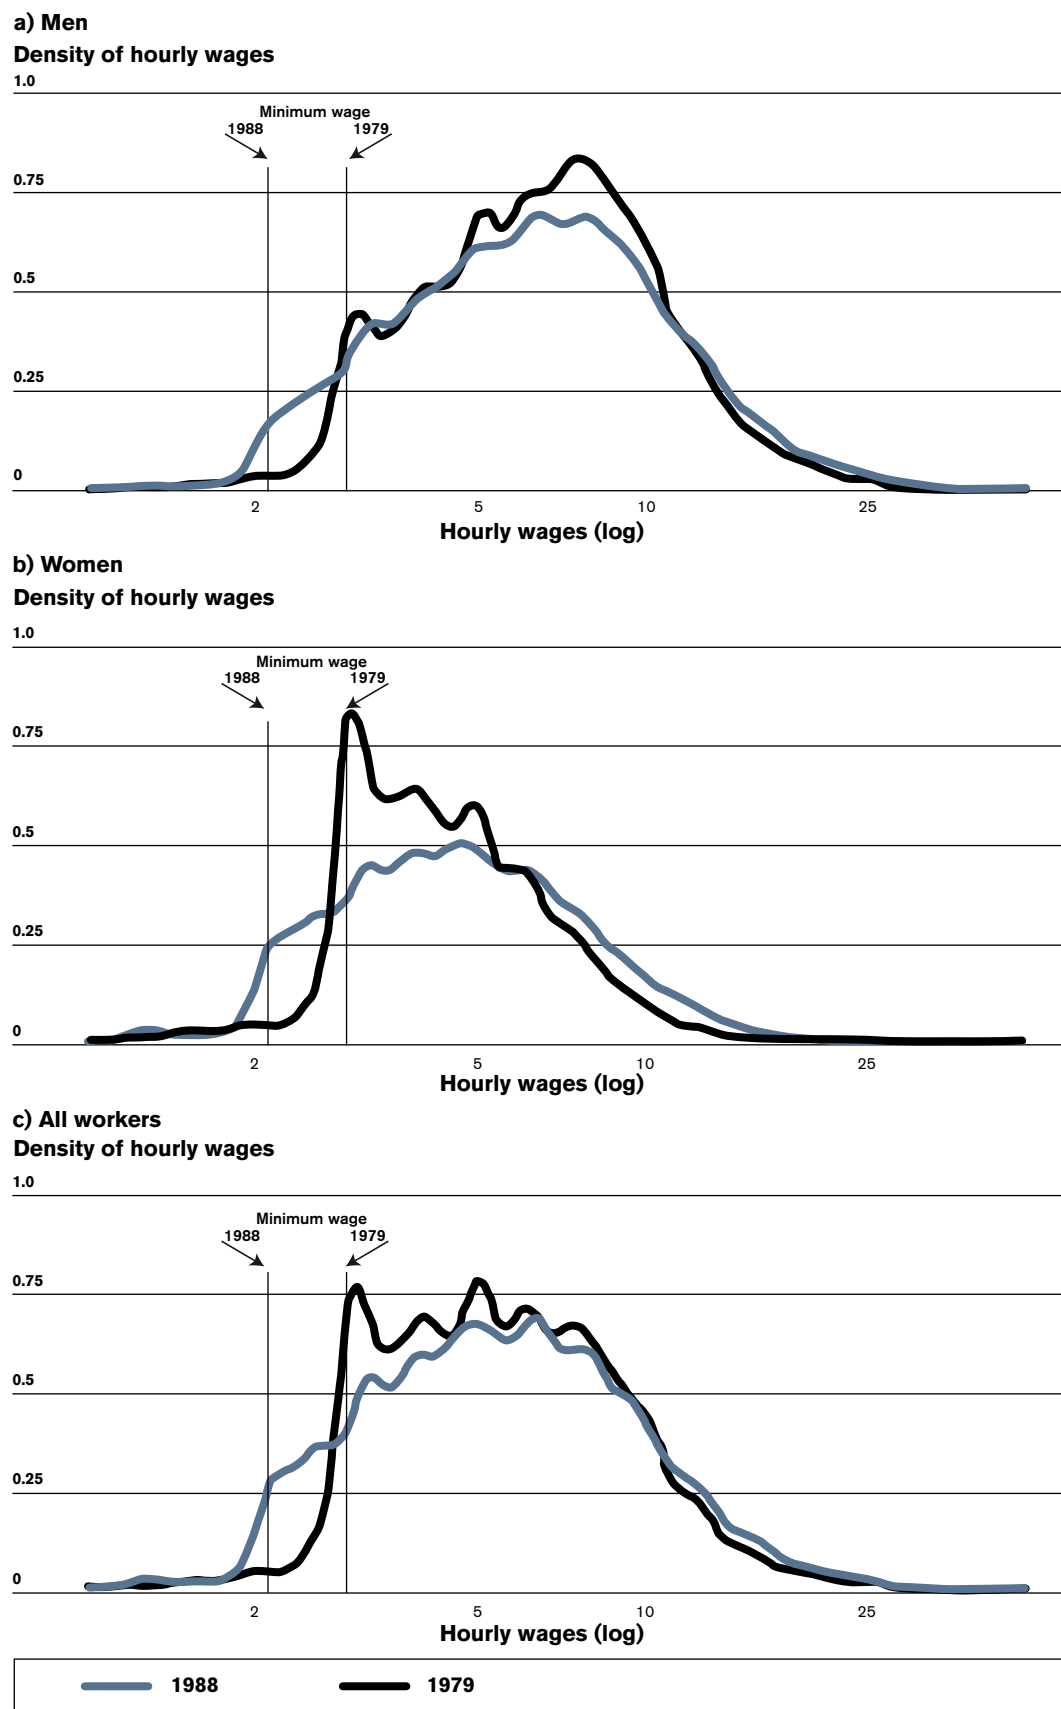 a) Men
Density of hourly wages
1.0
Minimum wage
1988 1979
0.75
0.5
0.25
0
2 5 10 25
Hourly wages (log)
b) Women
Density of hourly wages
1.0
Minimum wage
1988 1979
0.75
0.5
0.25
0
2 5 10 25
Hourly wages (log)
c) All workers
Density of hourly wages
1.0
Minimum wage
1988 1979
0.75
0.5
0.25
0
2 5 10 25
Hourly wages (log)
1988 1979